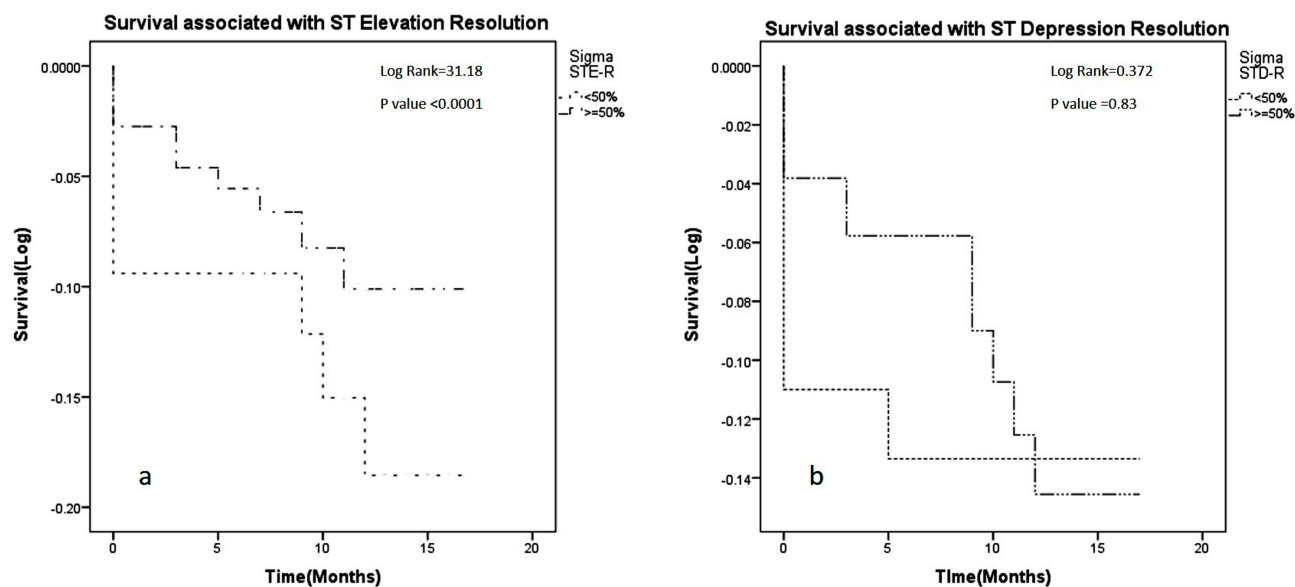 Survival associated with ST Elevation Resolution
Sigma
STE-R
<50%
>=50%
Log Rank=31.18
P value <0.0001
0.0000
-0.05
-0.10
-0.15
-0.20
Survival(Log)
a
0
5
10
15
20
Time(Months)
Survival associated with ST Depression Resolution
Sigma
STD-R
<50%
>=50%
Log Rank=0.372
P value =0.83
0.0000
-0.02
-0.04
-0.06
-0.08
-0.10
-0.12
-0.14
Survival(Log)
b
0
5
10
15
20
TIme(Months)